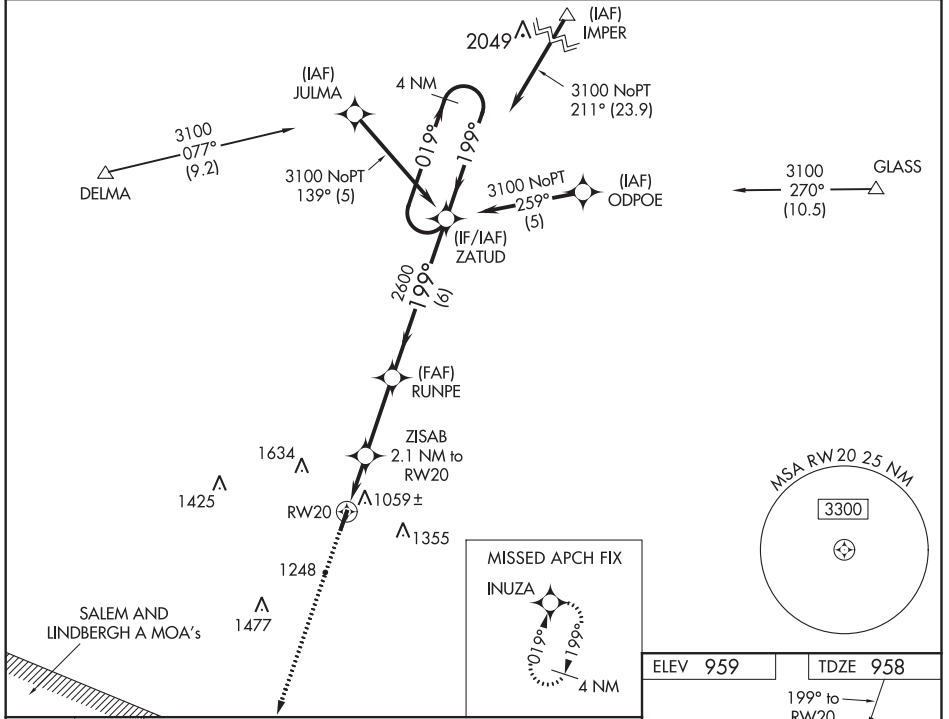 (IAF)
IMPER
2049
3100 NoPT
211° (23.9)
(IAF)
JULMA
4 NM
019°
199°
3100
077°
(9.2)
DELMA
3100 NoPT
139° (5)
3100 NoPT
259°
(5)
(IAF)
ODPOE
3100
270°
(10.5)
GLASS
(IF/IAF)
ZATUD
2600
199°
(6)
(FAF)
RUNPE
ZISAB
2.1 NM to
RW20
1634
1425
RW20
1059±
1355
1248
1477
SALEM AND
LINDBERGH A MOA's
MISSED APCH FIX
INUZA
019°
199°
4 NM
MSA RW20 25 NM
3300
ELEV 959
TDZE 958
199° to
RW20